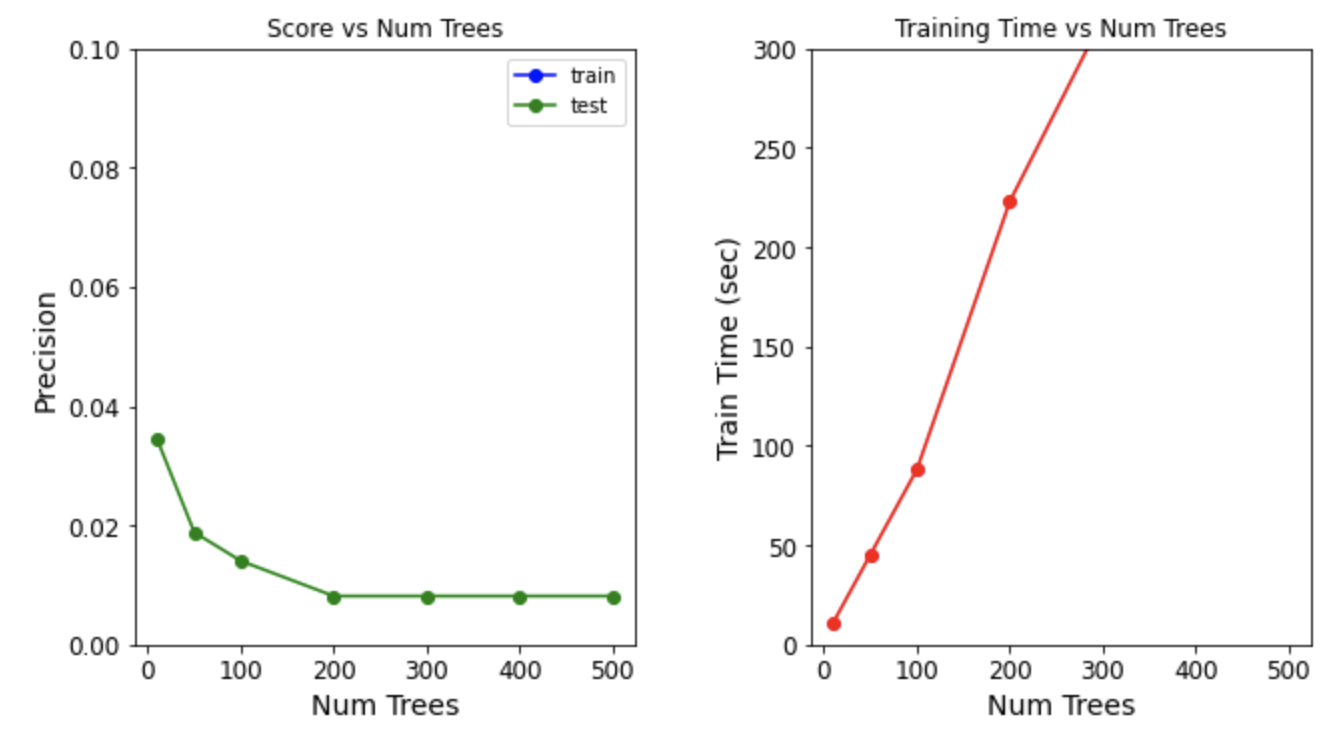 Score vs Num Trees
0.10
0.08
0.06
0.04
0.02
0.00
Precision
train
test
0 100 200 300 400 500
Num Trees
Training Time vs Num Trees
300
250
200
150
100
50
0
Train Time (sec)
0 100 200 300 400 500
Num Trees